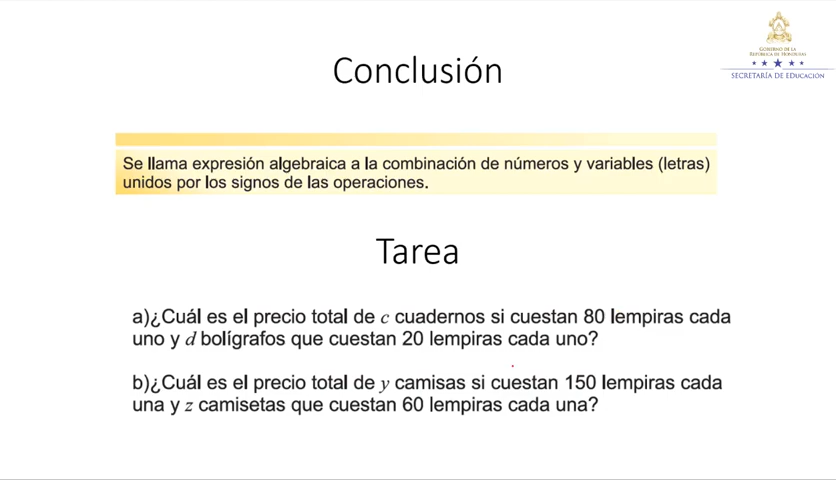 GOBIERNO DE LA
REPÚBLICA DE HONDURAS
SECRETARÍA DE EDUCACIÓN
Conclusión
Se llama expresión algebraica a la combinación de números y variables (letras)
unidos por los signos de las operaciones.
Tarea
a)¿Cuál es el precio total de c cuadernos si cuestan 80 lempiras cada
uno y d bolígrafos que cuestan 20 lempiras cada uno?
b)¿Cuál es el precio total de y camisas si cuestan 150 lempiras cada
una y z camisetas que cuestan 60 lempiras cada una?